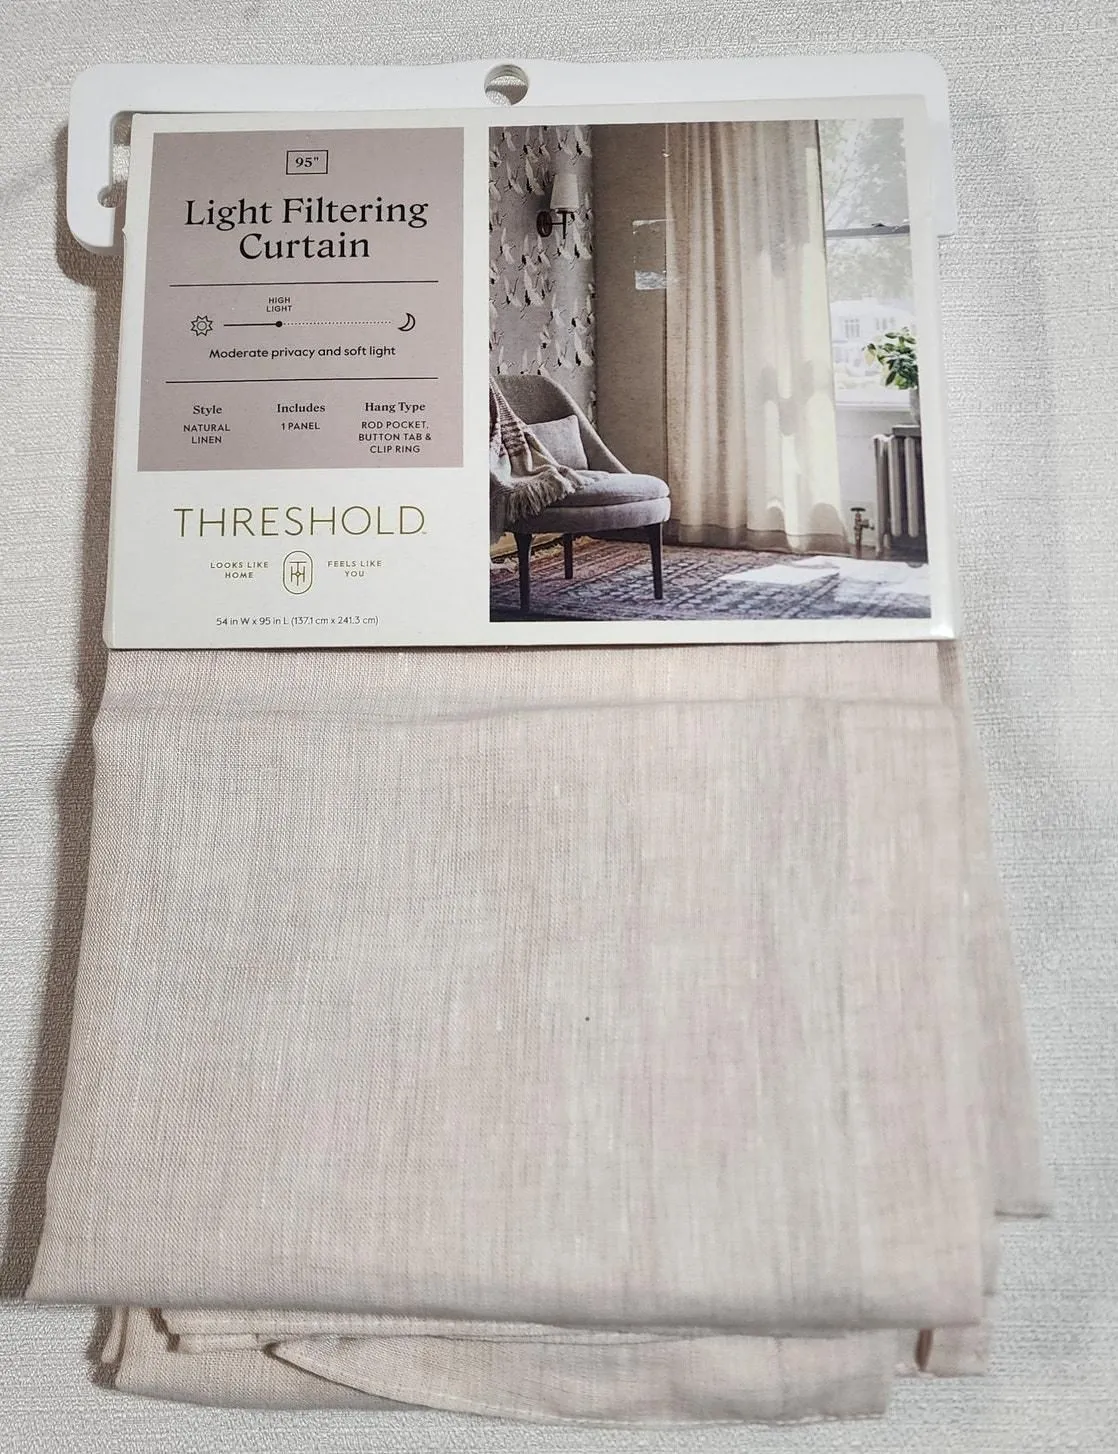 95"
Light Filtering
Curtain
HIGH
LIGHT
Moderate privacy and soft light
Style
NATURAL
LINEN
Includes
1 PANEL
Hang Type
ROD POCKET,
BUTTON TAB &
CLIP RING
THRESHOLD™
LOOKS LIKE
HOME
FEELS LIKE
YOU
54 in W x 95 in L (137.1 cm x 241.3 cm)